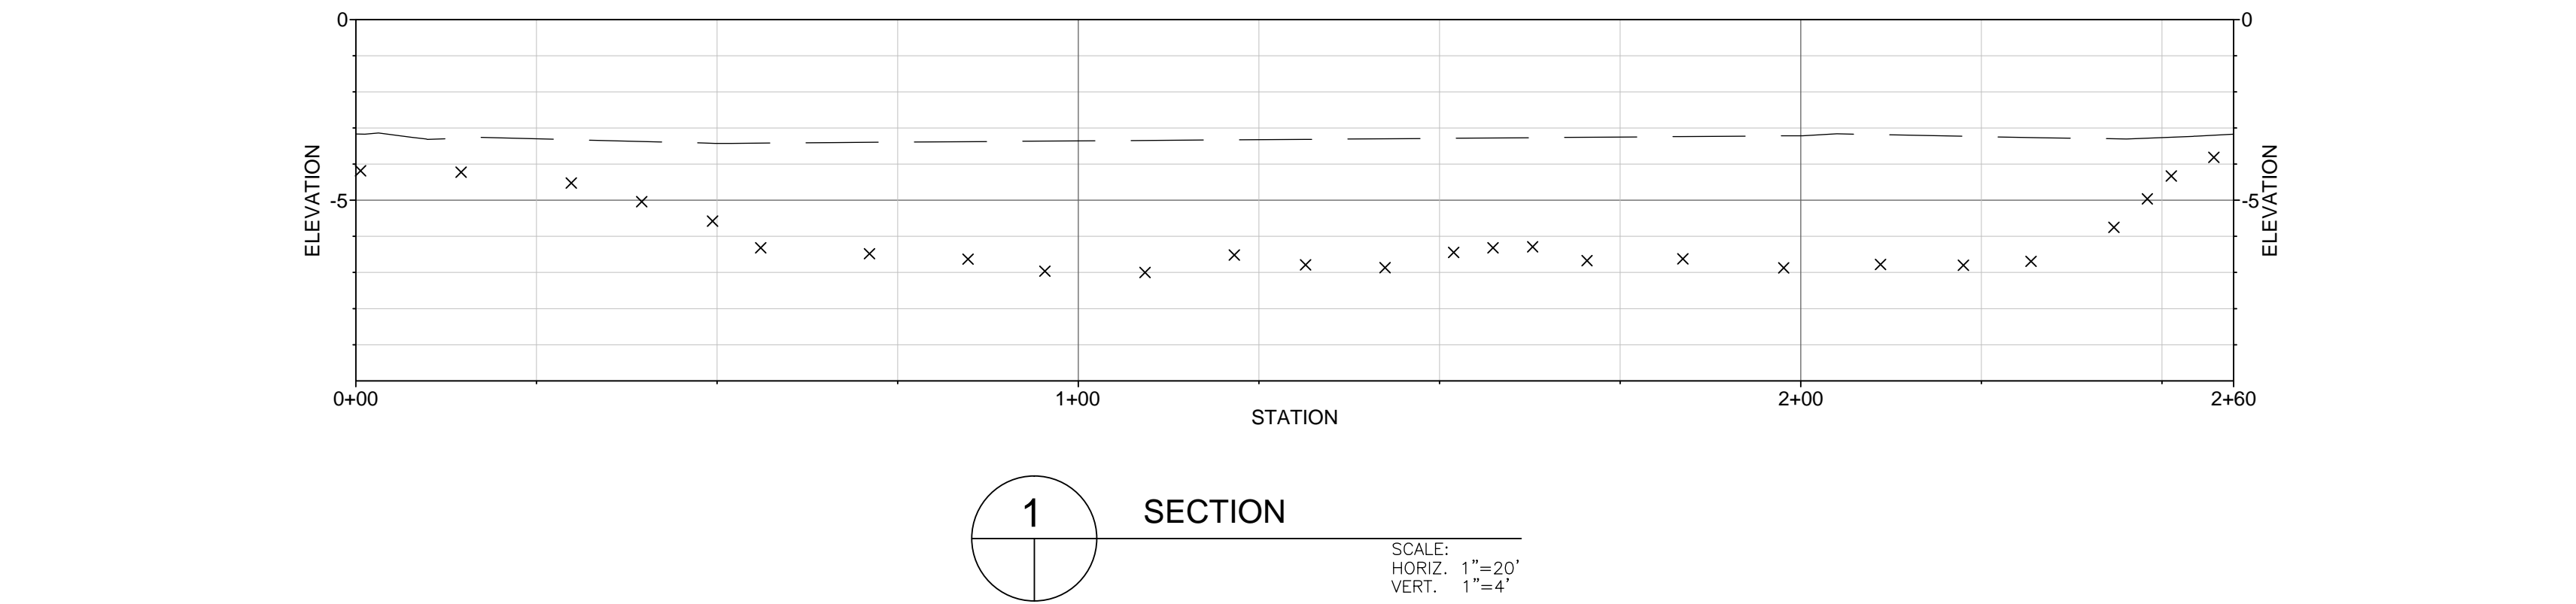 0
0
ELEVATION
-5
-5
ELEVATION
0+00
1+00
2+00
2+60
STATION
1
SECTION
SCALE:
HORIZ. 1"=20'
VERT. 1"=4'